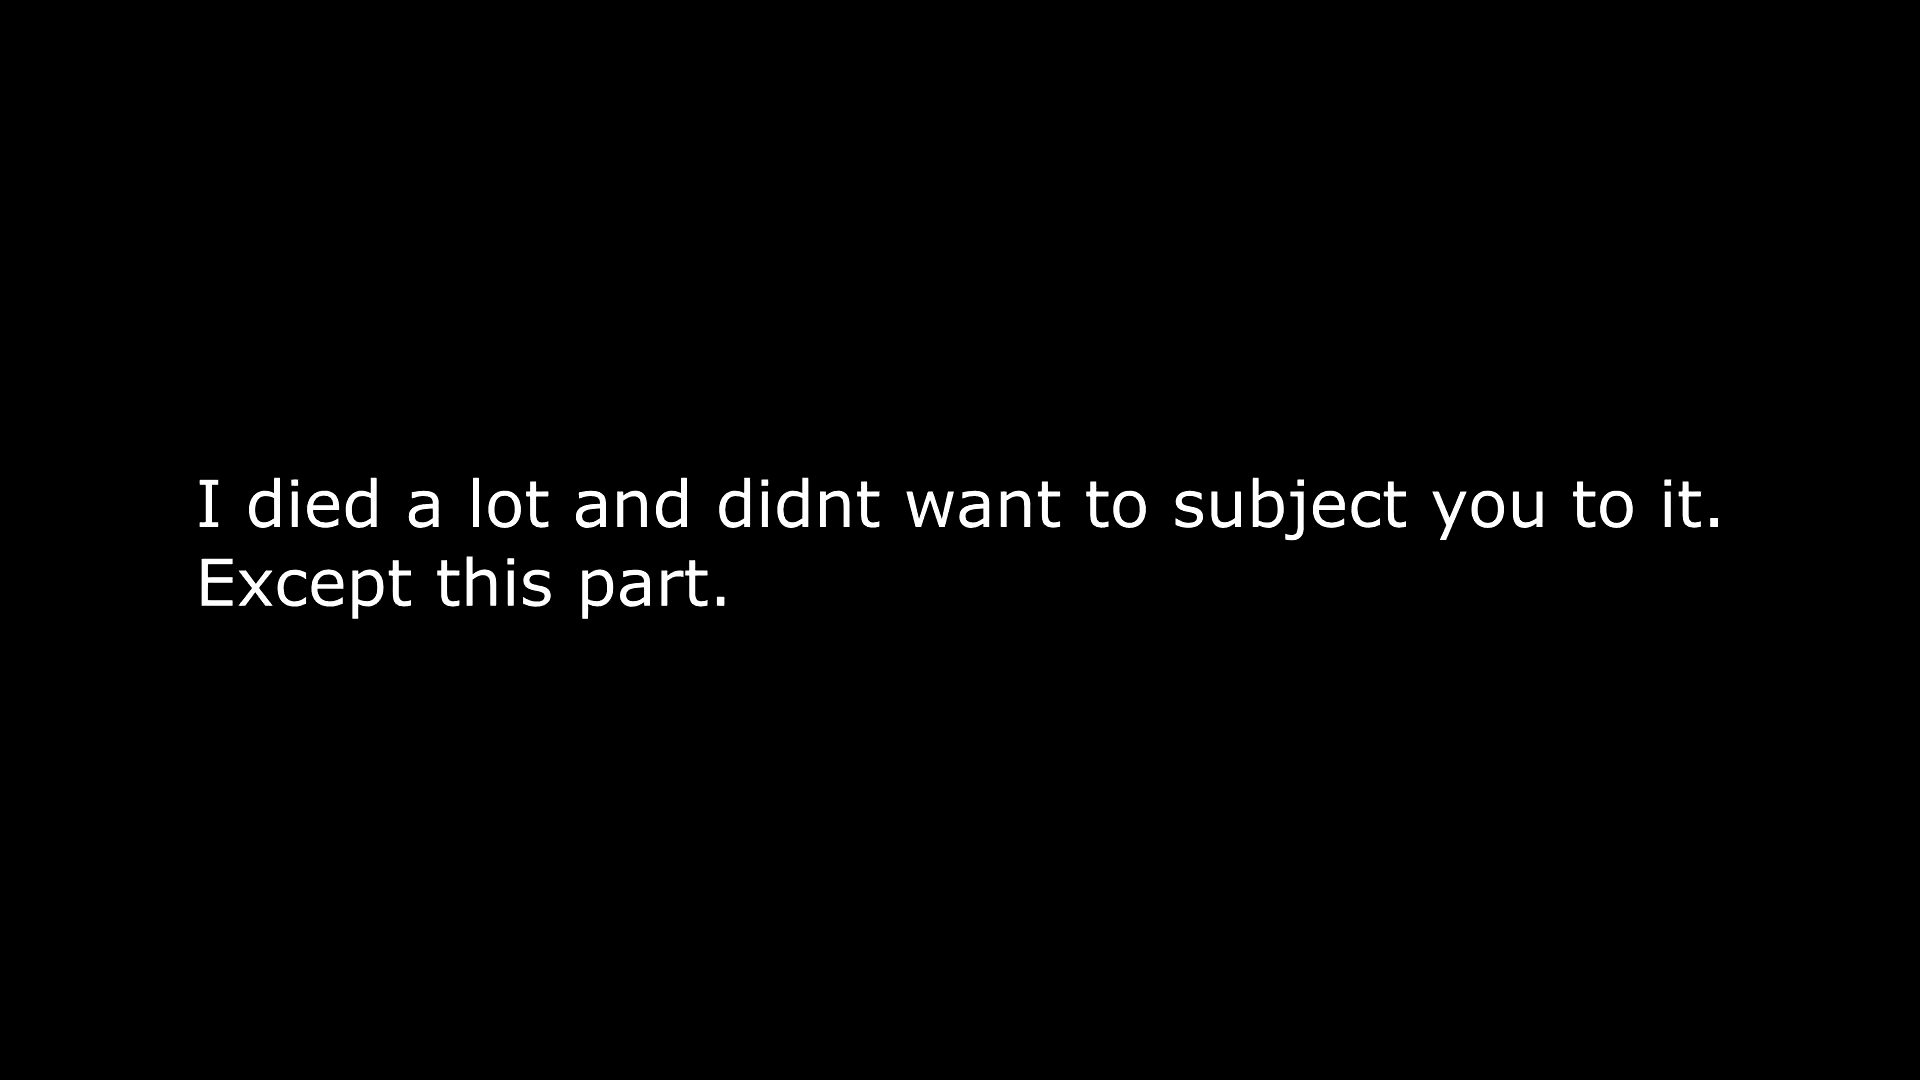 I died a lot and didnt want to subject you to it.
Except this part.